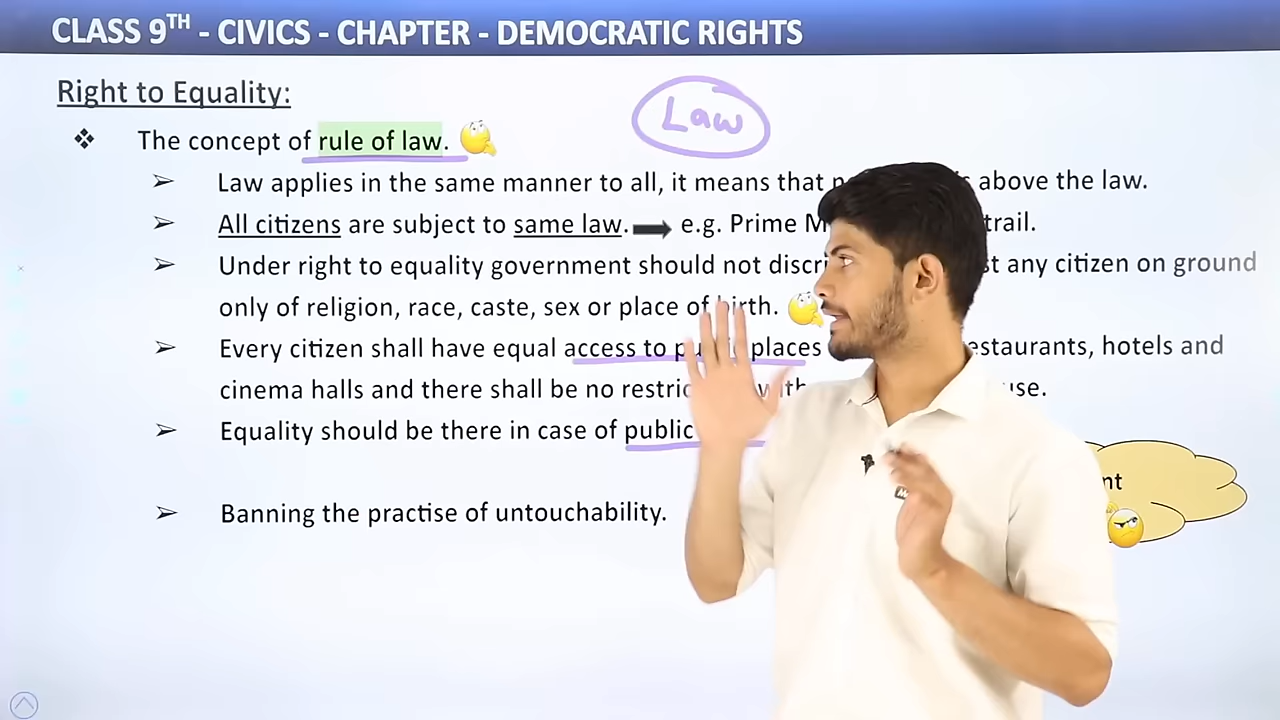 CLASS 9TH - CIVICS - CHAPTER - DEMOCRATIC RIGHTS
Right to Equality:
Law
The concept of rule of law.
Law applies in the same manner to all, it means that above the law.
All citizens are subject to same law. e.g. Prime trail.
Under right to equality government should not any citizen on ground
only of religion, race, caste, sex or place of birth.
Every citizen shall have equal access to places restaurants, hotels and
cinema halls and there shall be no with use.
Equality should be there in case of public
Banning the practise of untouchability.